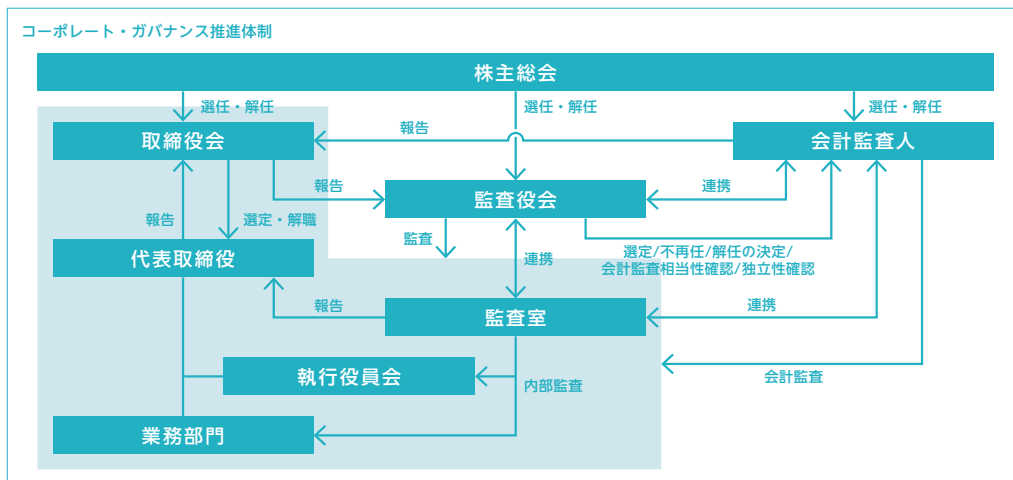 コーポレート・ガバナンス推進体制
株主総会
選任・解任
選任・解任
選任・解任
取締役会
報告
会計監査人
報告
連携
監査役会
報告
選定・解職
監査
選定/不再任/解任の決定/
会計監査相当性確認/独立性確認
代表取締役
連携
報告
監査室
連携
執行役員会
内部監査
会計監査
業務部門